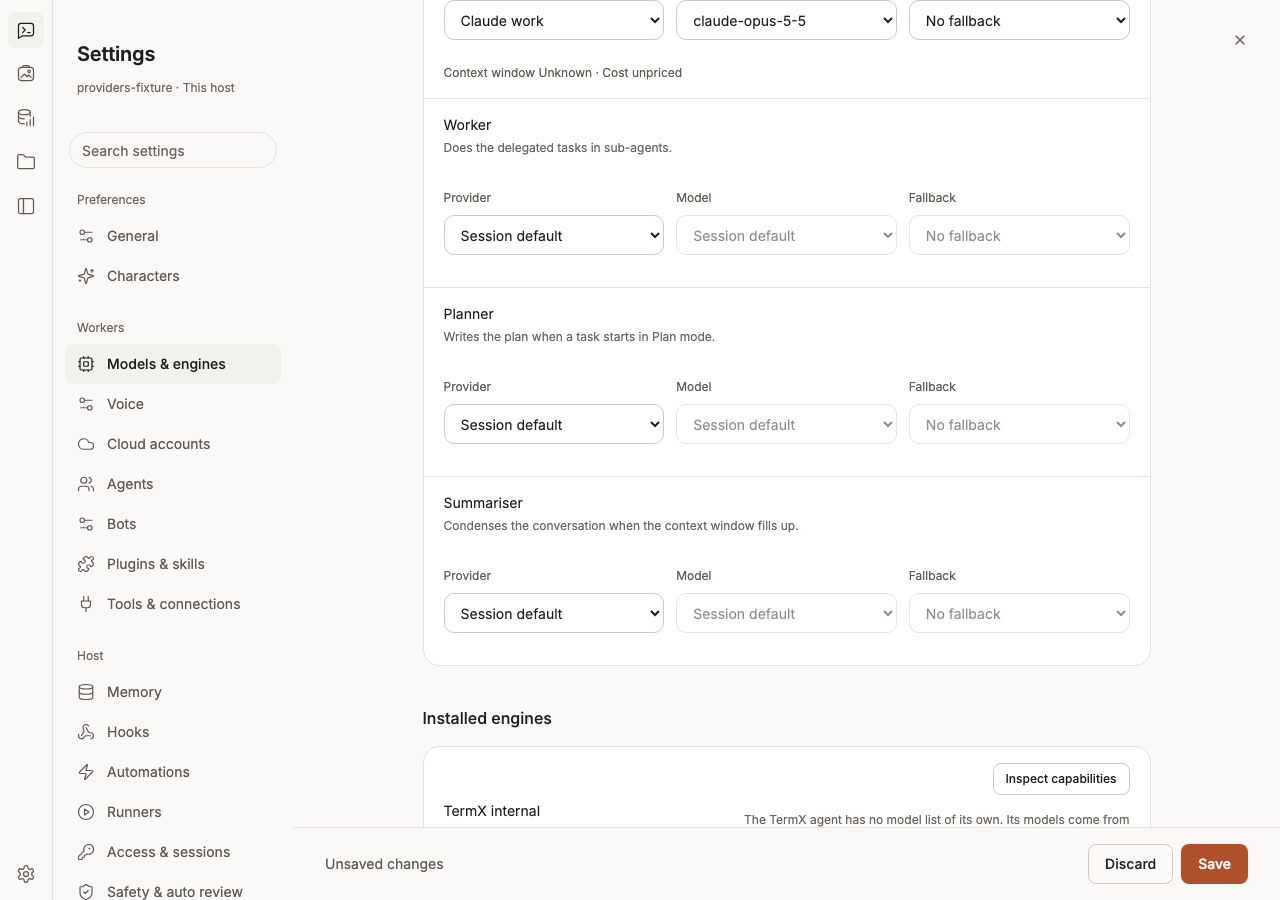 Settings
providers-fixture · This host
Search settings
Preferences
General
Characters
Workers
Models & engines
Voice
Cloud accounts
Agents
Bots
Plugins & skills
Tools & connections
Host
Memory
Hooks
Automations
Runners
Access & sessions
Safety & auto review
Claude work claude-opus-5-5 No fallback
Context window Unknown · Cost unpriced
Worker
Does the delegated tasks in sub-agents.
Provider Model Fallback
Session default Session default No fallback
Planner
Writes the plan when a task starts in Plan mode.
Provider Model Fallback
Session default Session default No fallback
Summariser
Condenses the conversation when the context window fills up.
Provider Model Fallback
Session default Session default No fallback
Installed engines
Inspect capabilities
TermX internal
The TermX agent has no model list of its own. Its models come from
Unsaved changes
Discard Save